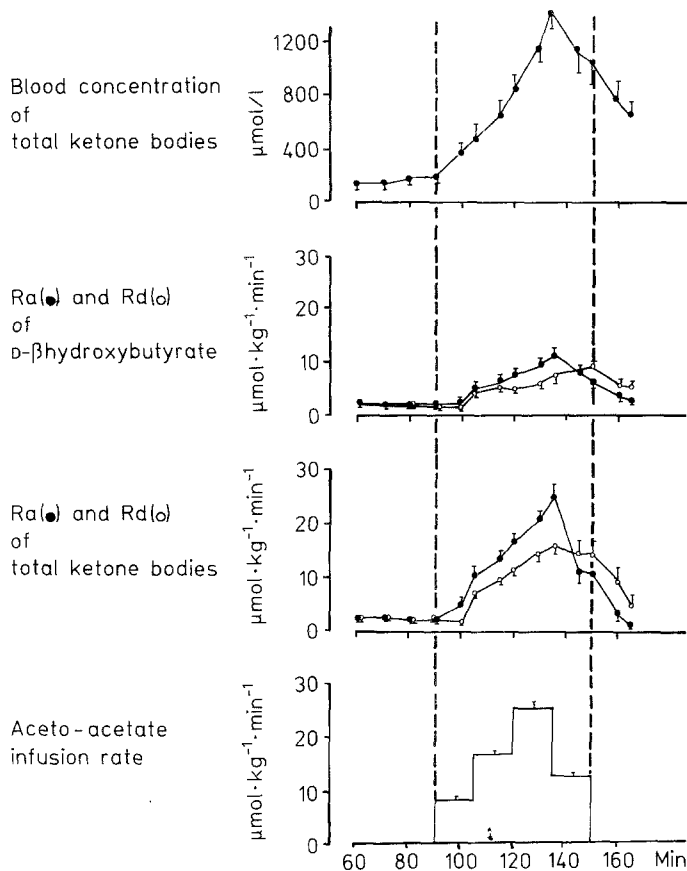 Blood concentration
of
total ketone bodies
μmol/l
1200
800
400
0
Ra(●) and Rd(○)
of
D-βhydroxybutyrate
μmol·kg⁻¹·min⁻¹
30
20
10
0
Ra(●) and Rd(○)
of
total ketone bodies
μmol·kg⁻¹·min⁻¹
30
20
10
0
Aceto-acetate
infusion rate
μmol·kg⁻¹·min⁻¹
30
20
10
0
60 80 100 120 140 160 Min